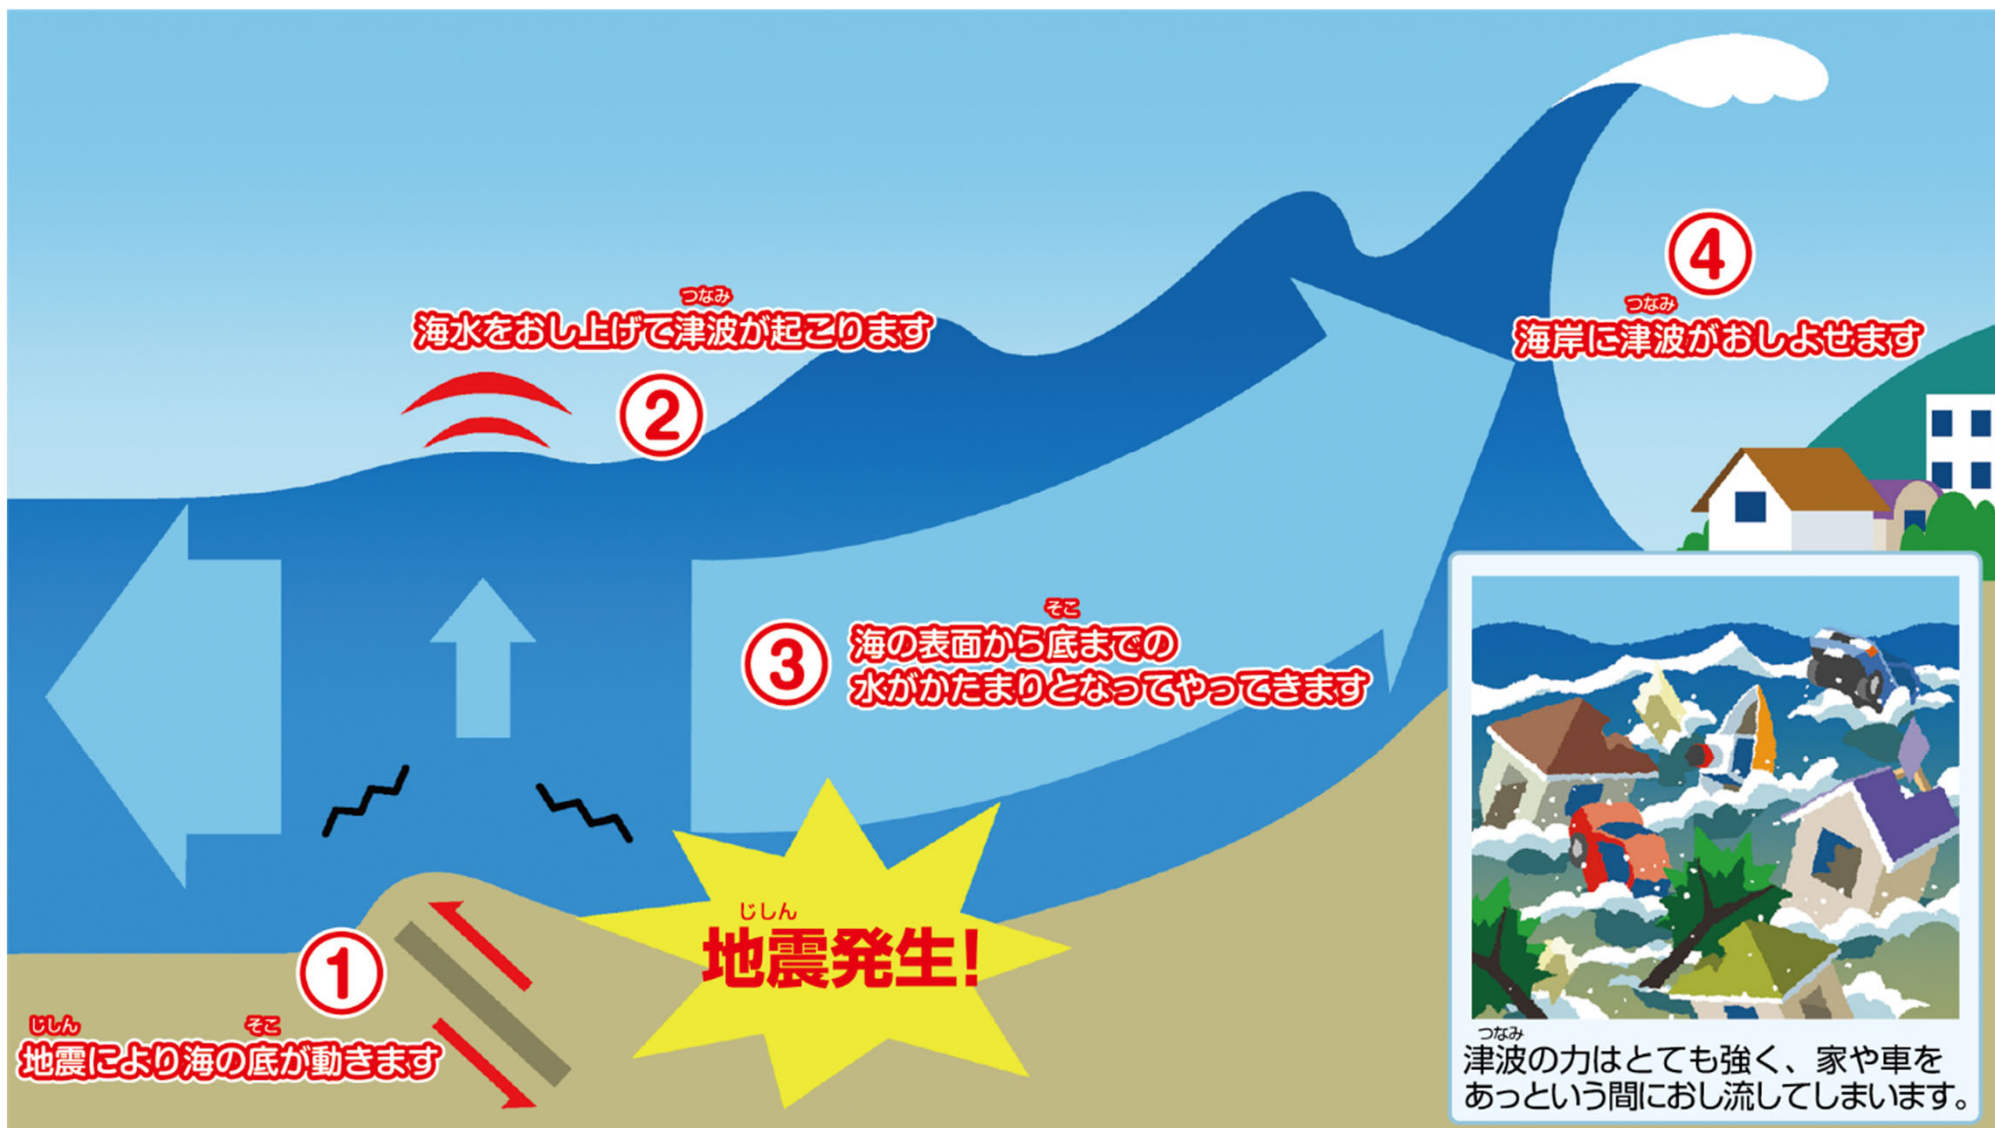 ①
じしん そこ
地震により海の底が動きます
じしん
地震発生!
つなみ
海水をおし上げて津波が起こります
②
③
そこ
海の表面から底までの
水がかたまりとなってやってきます
④
つなみ
海岸に津波がおしよせます
つなみ
津波の力はとても強く、家や車を
あっという間におし流してしまいます。